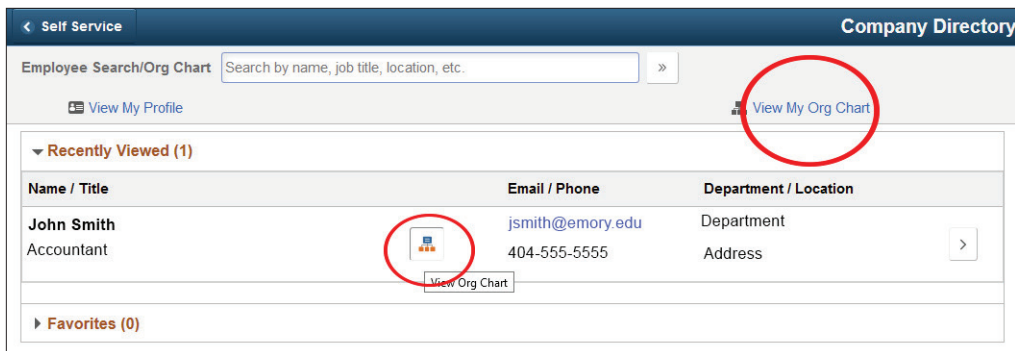 Self Service
Company Directory
Employee Search/Org Chart Search by name, job title, location, etc. »
View My Profile
View My Org Chart
Recently Viewed (1)
Name / Title Email / Phone Department / Location
John Smith jsmith@emory.edu Department
Accountant 404-555-5555 Address
View Org Chart
Favorites (0)